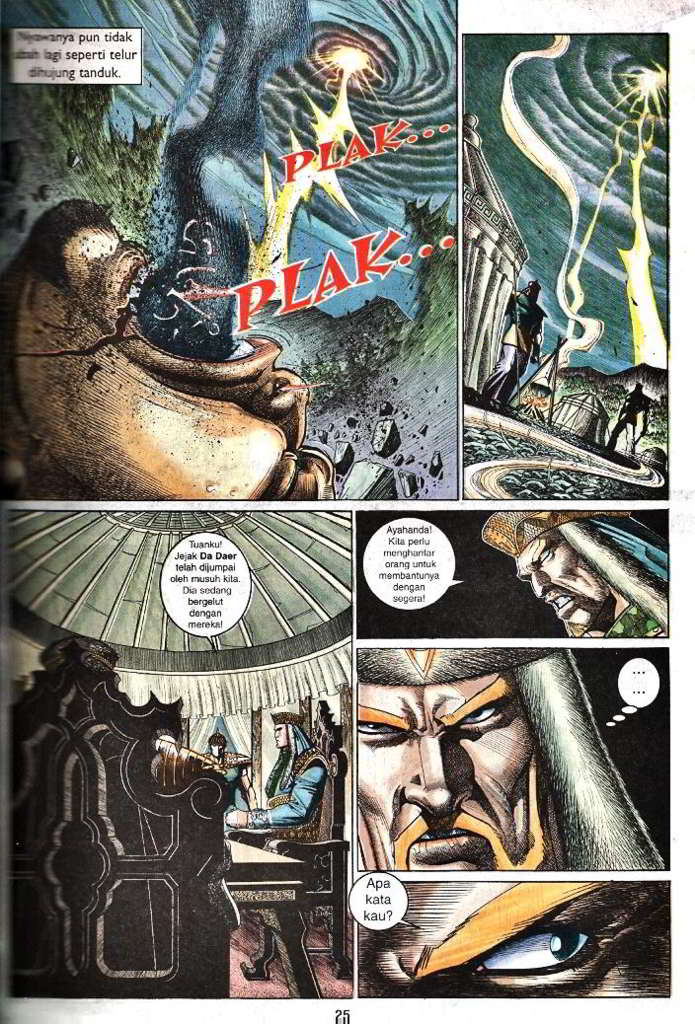 Nyawanya pun tidak
ubah lagi seperti telur
dihujung tanduk.
PLAK...
PLAK...
Tuanku!
Jejak Da Daer
telah dijumpai
oleh musuh kita.
Dia sedang
bergelut
dengan
mereka!
Ayahanda!
Kita perlu
menghantar
orang untuk
membantunya
dengan
segera!
...
...
Apa
kata
kau?
25